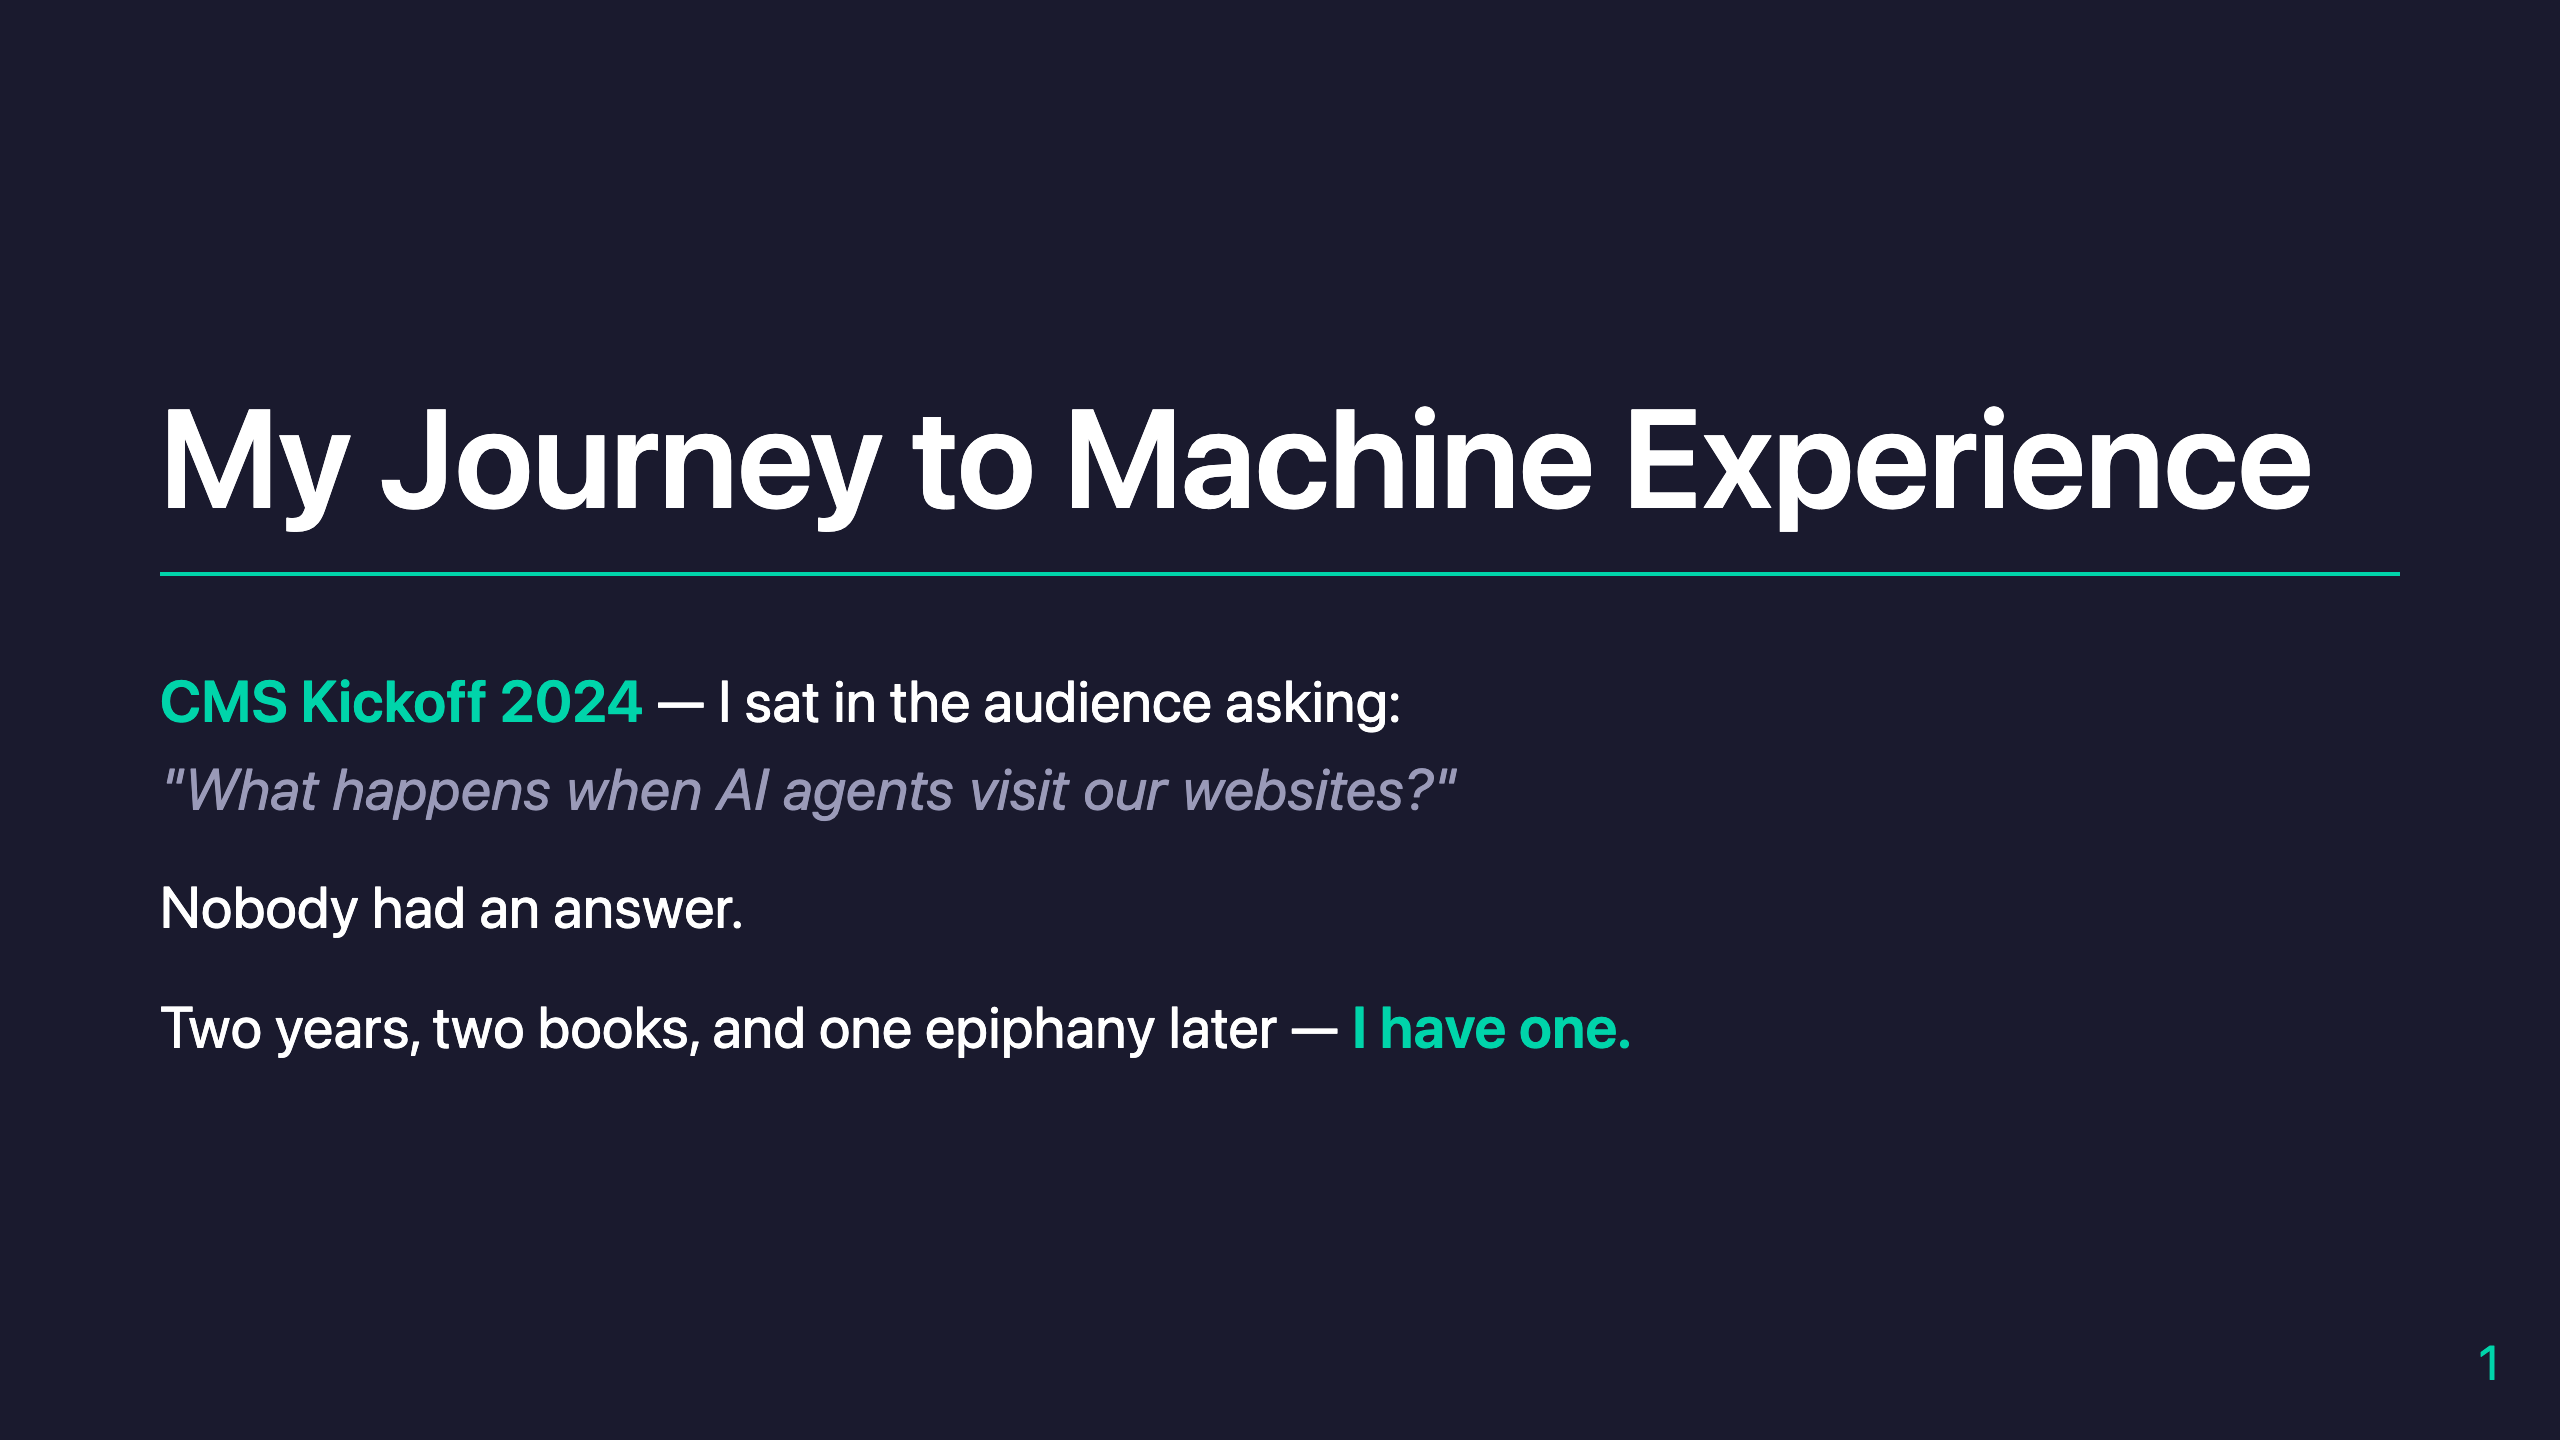 My Journey to Machine Experience
CMS Kickoff 2024 — I sat in the audience asking:
"What happens when AI agents visit our websites?"
Nobody had an answer.
Two years, two books, and one epiphany later — I have one.
1